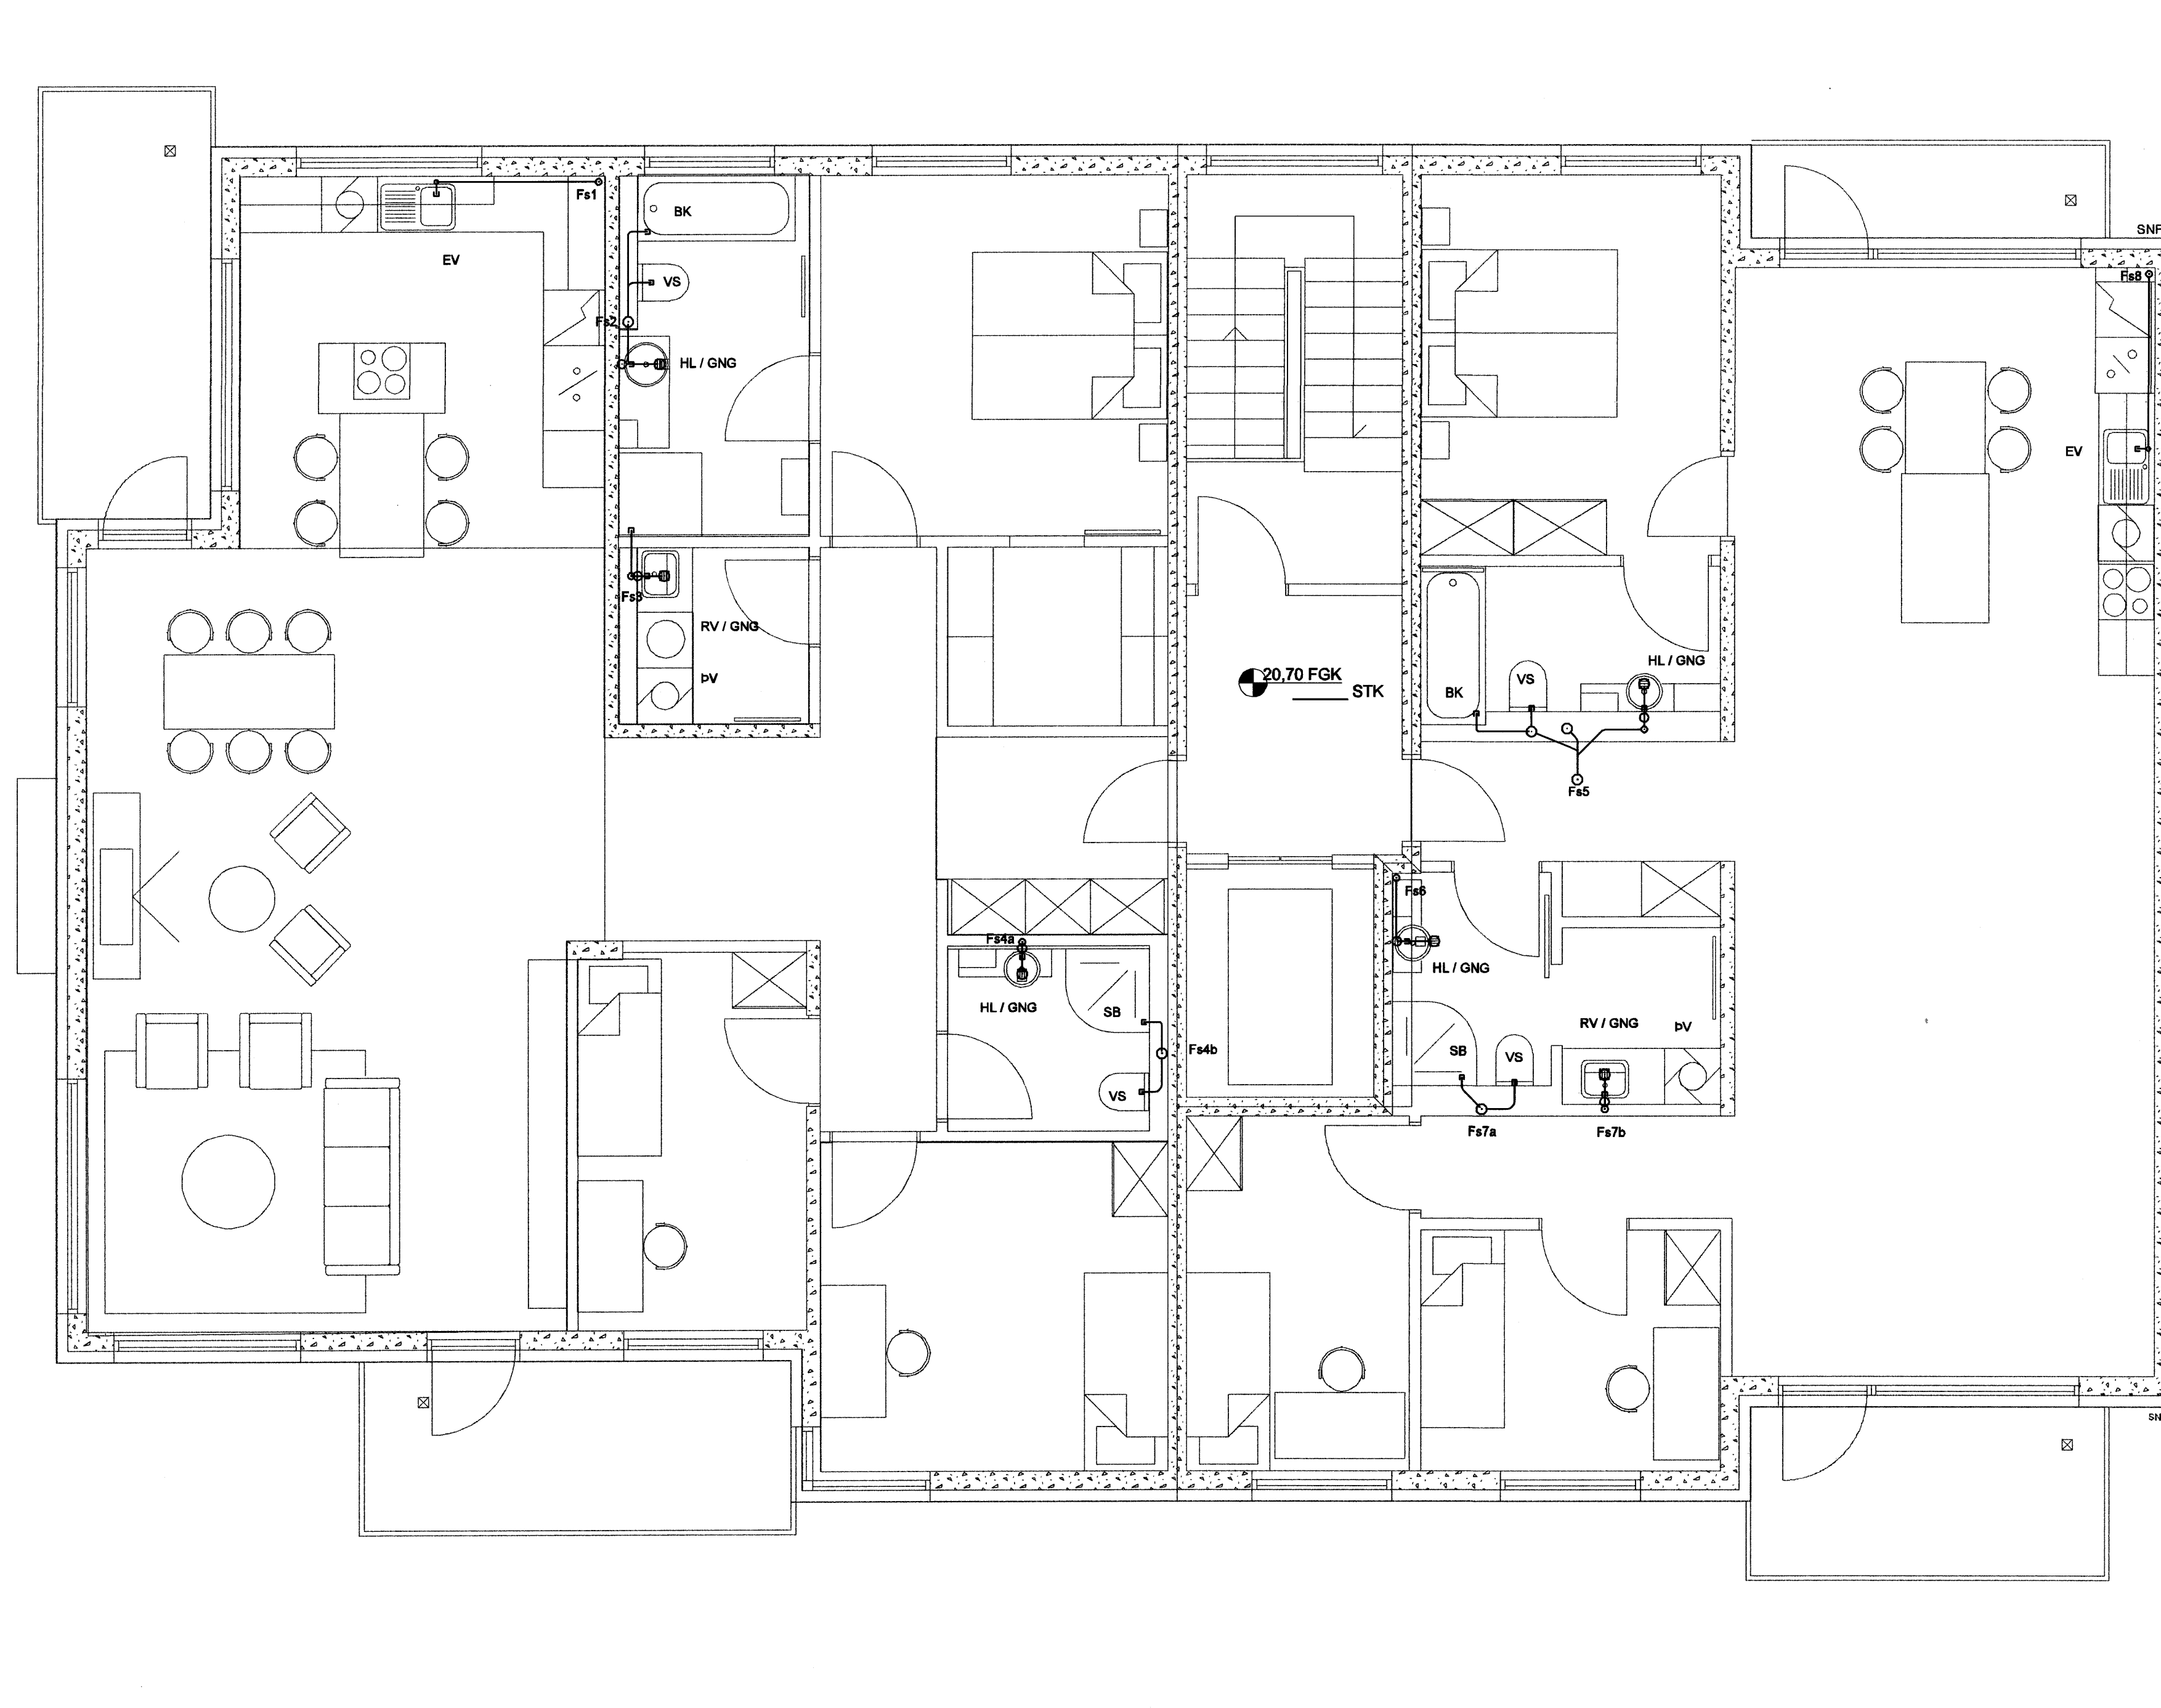 Fs1
BK
EV
VS
Fs2
HL / GNG
Fs3
RV / GNG
ÞV
20,70 FGK
STK
SNF
Fs8
EV
HL / GNG
VS
BK
Fs5
Fs6
HL / GNG
Fs4a
HL / GNG
SB
Fs4b
VS
RV / GNG
ÞV
SB
VS
Fs7a
Fs7b
SN